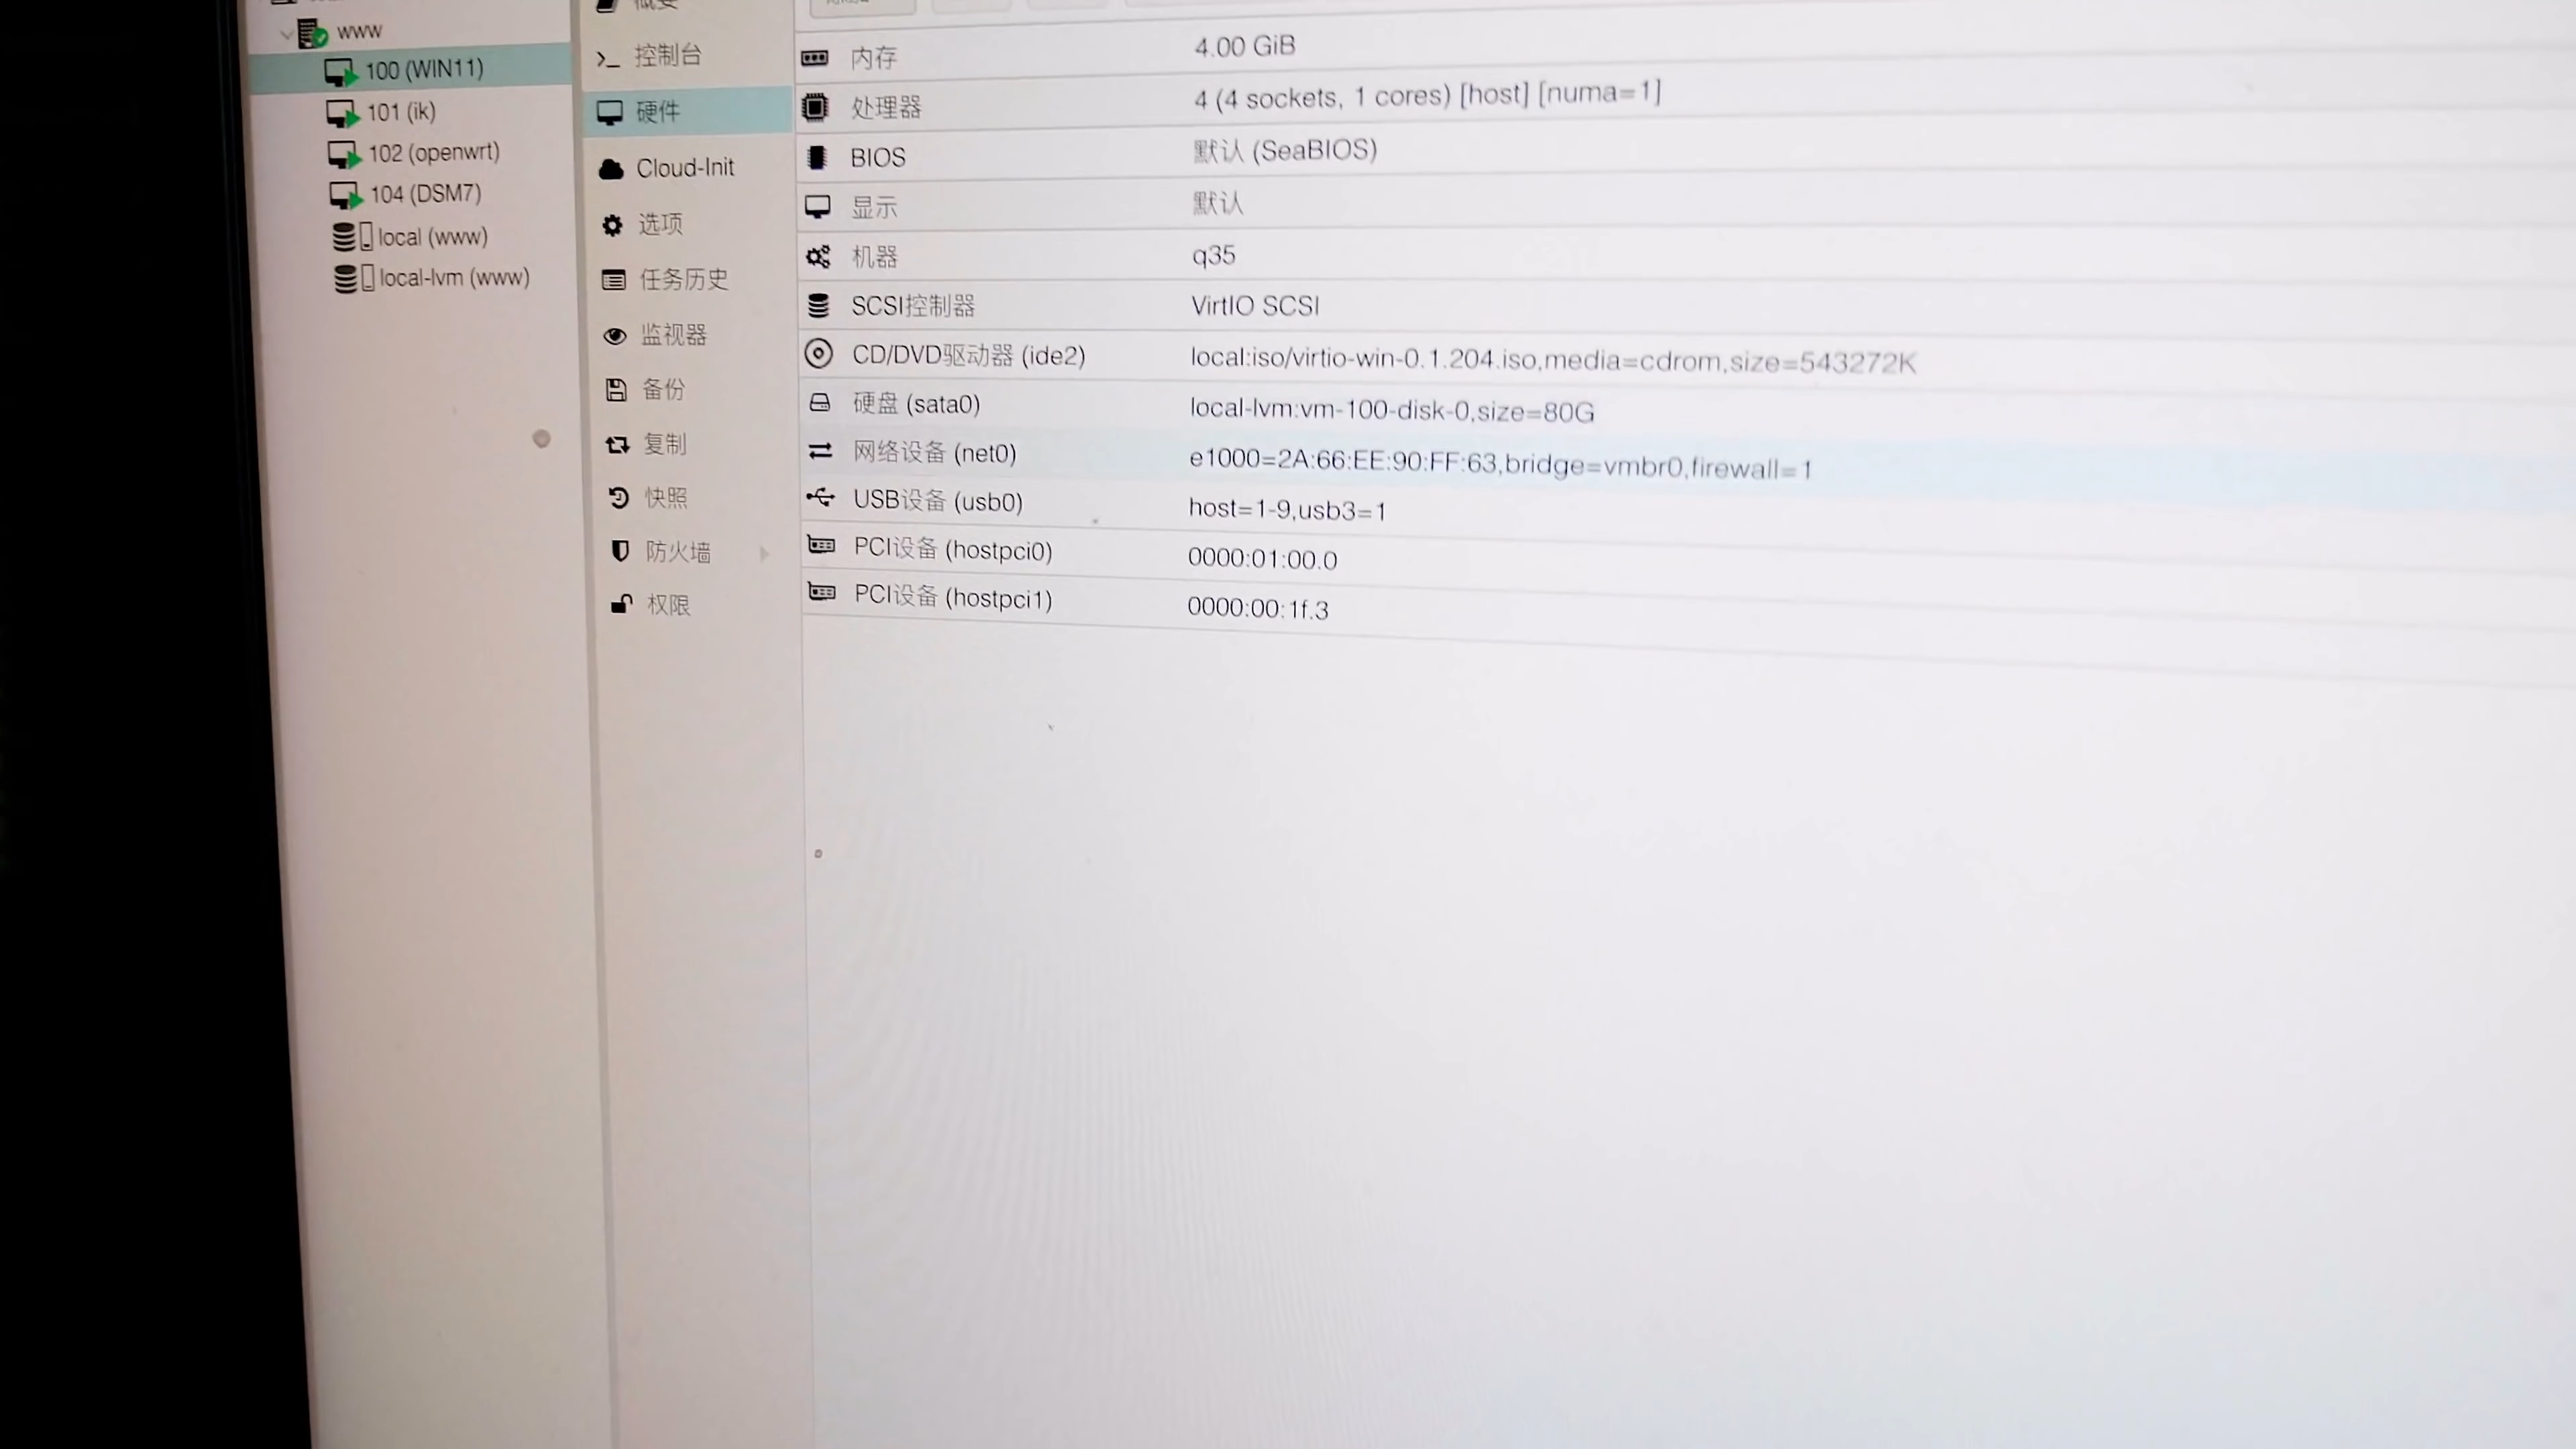 www
100 (WIN11)
101 (ik)
102 (openwrt)
104 (DSM7)
local (www)
local-lvm (www)
概要
控制台
硬件
Cloud-Init
选项
任务历史
监视器
备份
复制
快照
防火墙
权限
内存 4.00 GiB
处理器 4 (4 sockets, 1 cores) [host] [numa=1]
BIOS 默认 (SeaBIOS)
显示 默认
机器 q35
SCSI控制器 VirtIO SCSI
CD/DVD驱动器 (ide2) local:iso/virtio-win-0.1.204.iso,media=cdrom,size=543272K
硬盘 (sata0) local-lvm:vm-100-disk-0,size=80G
网络设备 (net0) e1000=2A:66:EE:90:FF:63,bridge=vmbr0,firewall=1
USB设备 (usb0) host=1-9,usb3=1
PCI设备 (hostpci0) 0000:01:00.0
PCI设备 (hostpci1) 0000:00:1f.3